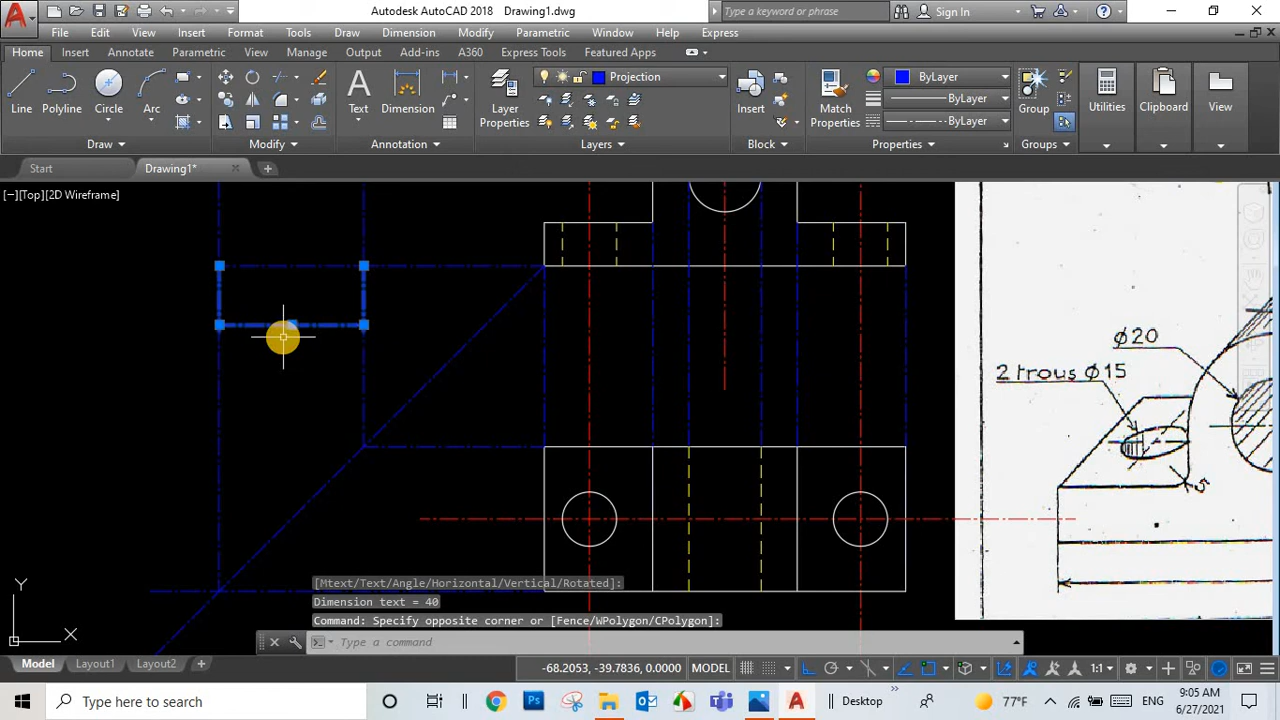 Autodesk AutoCAD 2018 Drawing1.dwg
Type a keyword or phrase
Sign In
File Edit View Insert Format Tools Draw Dimension Modify Parametric Window Help Express
Home Insert Annotate Parametric View Manage Output Add-ins A360 Express Tools Featured Apps
Projection
ByLayer
Line Polyline Circle Arc
Text Dimension
Layer Properties
Insert
Match Properties
ByLayer
ByLayer
Group
Utilities Clipboard View
Draw Modify Annotation Layers Block Properties Groups
Start Drawing1*
[−][Top][2D Wireframe]
Ø20
2 trous Ø15
5
Y
X
[Mtext/Text/Angle/Horizontal/Vertical/Rotated]:
Dimension text = 40
Command: Specify opposite corner or [Fence/WPolygon/CPolygon]:
Type a command
Model Layout1 Layout2
-68.2053, -39.7836, 0.0000 MODEL 1:1
Type here to search
Desktop
77°F
ENG
9:05 AM
6/27/2021